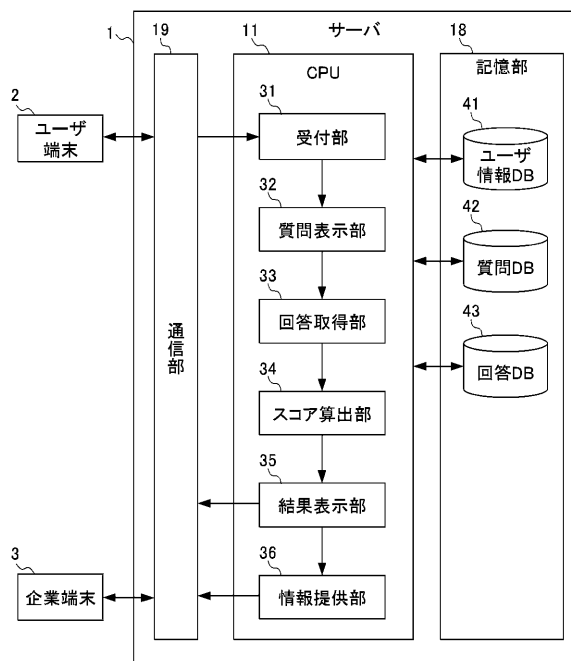 1
19
11
サーバ
18
CPU
記憶部
2
ユーザ
端末
31
受付部
41
ユーザ
情報DB
32
質問表示部
42
質問DB
33
回答取得部
43
回答DB
通信部
34
スコア算出部
35
結果表示部
3
企業端末
36
情報提供部